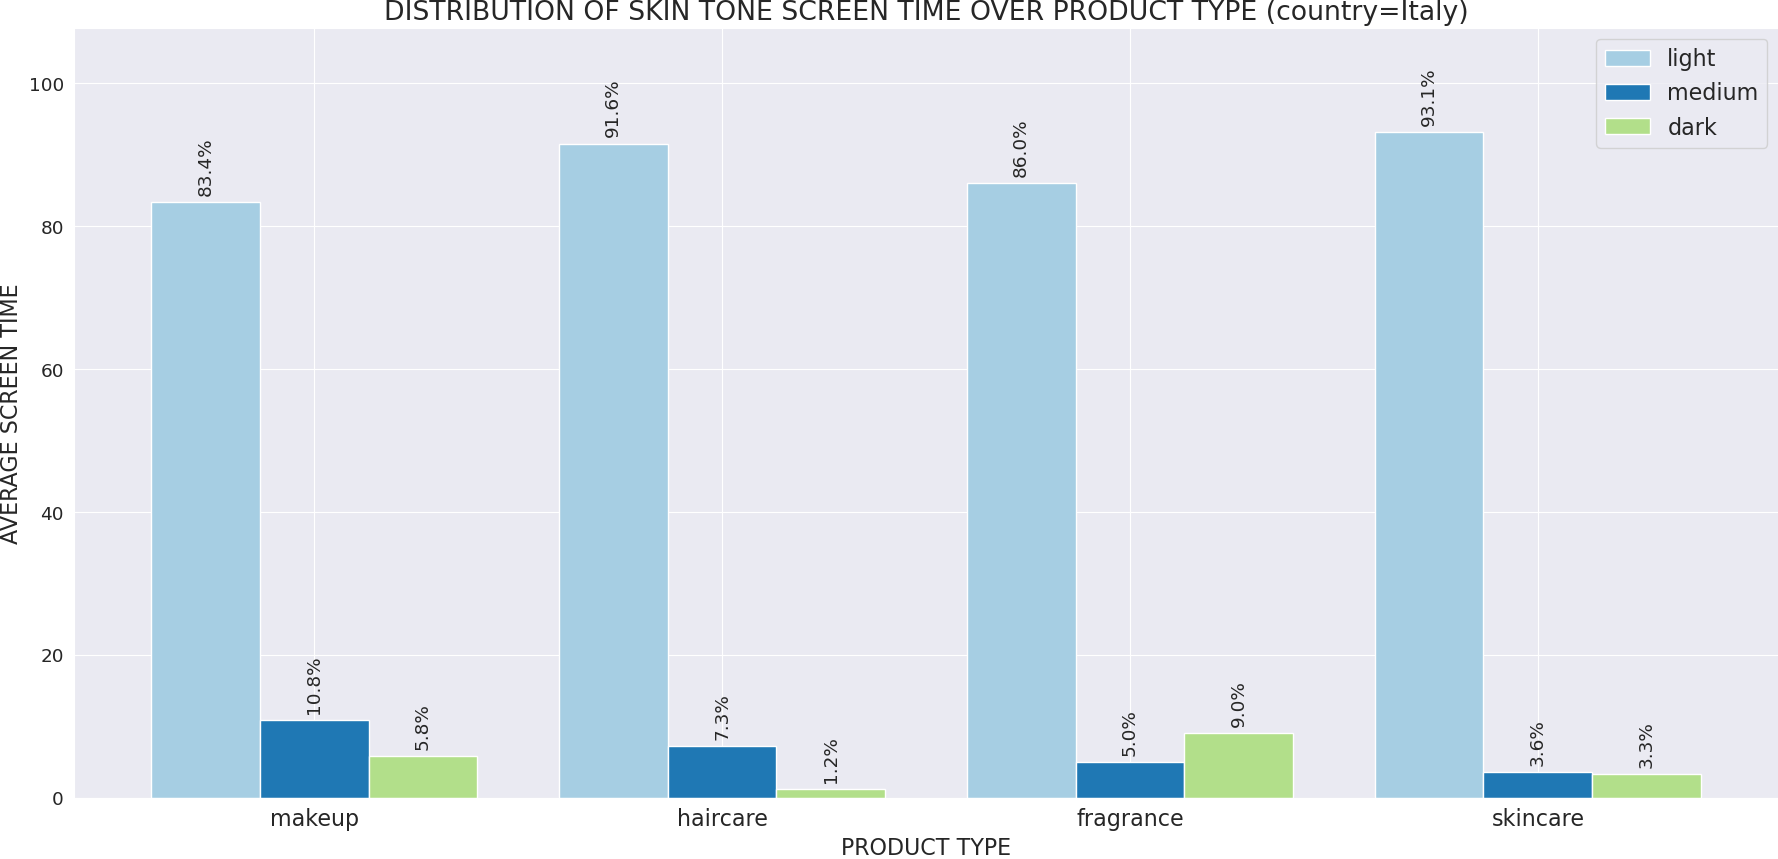 DISTRIBUTION OF SKIN TONE SCREEN TIME OVER PRODUCT TYPE (country=Italy)
light
medium
dark
AVERAGE SCREEN TIME
100
80
60
40
20
0
83.4%
10.8%
5.8%
91.6%
7.3%
1.2%
86.0%
5.0%
9.0%
93.1%
3.6%
3.3%
makeup
haircare
fragrance
skincare
PRODUCT TYPE